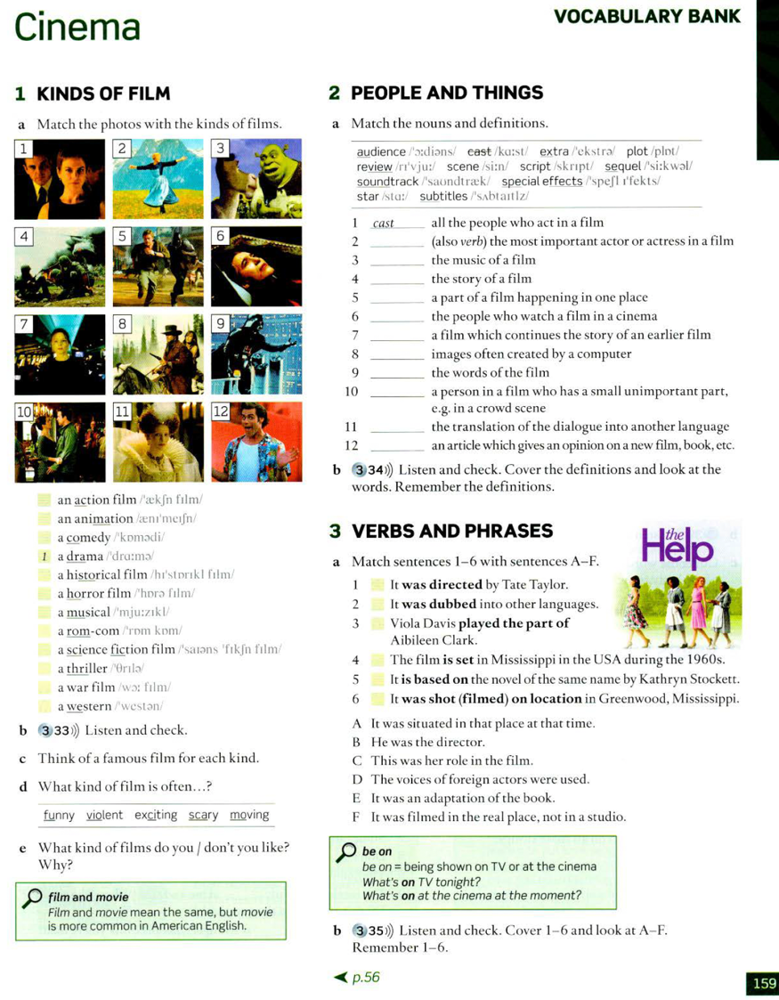 Cinema
VOCABULARY BANK
1 KINDS OF FILM
a Match the photos with the kinds of films.
1
2
3
4
5
6
7
8
9
10
11
12
an action film /ˈækʃn fɪlm/
an animation /ænɪˈmeɪʃn/
a comedy /ˈkɒmədi/
1 a drama /ˈdrɑːmə/
a historical film /hɪˈstɒrɪkl fɪlm/
a horror film /ˈhɒrə fɪlm/
a musical /ˈmjuːzɪkl/
a rom-com /ˈrɒm kɒm/
a science fiction film /ˈsaɪəns ˈfɪkʃn fɪlm/
a thriller /ˈθrɪlə/
a war film /wɔː fɪlm/
a western /ˈwestən/
b 3 33)) Listen and check.
c Think of a famous film for each kind.
d What kind of film is often...?
funny violent exciting scary moving
e What kind of films do you / don't you like?
Why?
film and movie
Film and movie mean the same, but movie
is more common in American English.
2 PEOPLE AND THINGS
a Match the nouns and definitions.
audience /ˈɔːdiəns/ cast /kɑːst/ extra /ˈekstrə/ plot /plɒt/
review /rɪˈvjuː/ scene /siːn/ script /skrɪpt/ sequel /ˈsiːkwəl/
soundtrack /ˈsaʊndtræk/ special effects /ˈspeʃl ɪˈfekts/
star /stɑː/ subtitles /ˈsʌbtaɪtlz/
1 cast all the people who act in a film
2 ______ (also verb) the most important actor or actress in a film
3 ______ the music of a film
4 ______ the story of a film
5 ______ a part of a film happening in one place
6 ______ the people who watch a film in a cinema
7 ______ a film which continues the story of an earlier film
8 ______ images often created by a computer
9 ______ the words of the film
10 ______ a person in a film who has a small unimportant part,
e.g. in a crowd scene
11 ______ the translation of the dialogue into another language
12 ______ an article which gives an opinion on a new film, book, etc.
b 3 34)) Listen and check. Cover the definitions and look at the
words. Remember the definitions.
3 VERBS AND PHRASES
the
Help
a Match sentences 1–6 with sentences A–F.
1 It was directed by Tate Taylor.
2 It was dubbed into other languages.
3 Viola Davis played the part of
Aibileen Clark.
4 The film is set in Mississippi in the USA during the 1960s.
5 It is based on the novel of the same name by Kathryn Stockett.
6 It was shot (filmed) on location in Greenwood, Mississippi.
A It was situated in that place at that time.
B He was the director.
C This was her role in the film.
D The voices of foreign actors were used.
E It was an adaptation of the book.
F It was filmed in the real place, not in a studio.
be on
be on = being shown on TV or at the cinema
What's on TV tonight?
What's on at the cinema at the moment?
b 3 35)) Listen and check. Cover 1–6 and look at A–F.
Remember 1–6.
◄ p.56
159